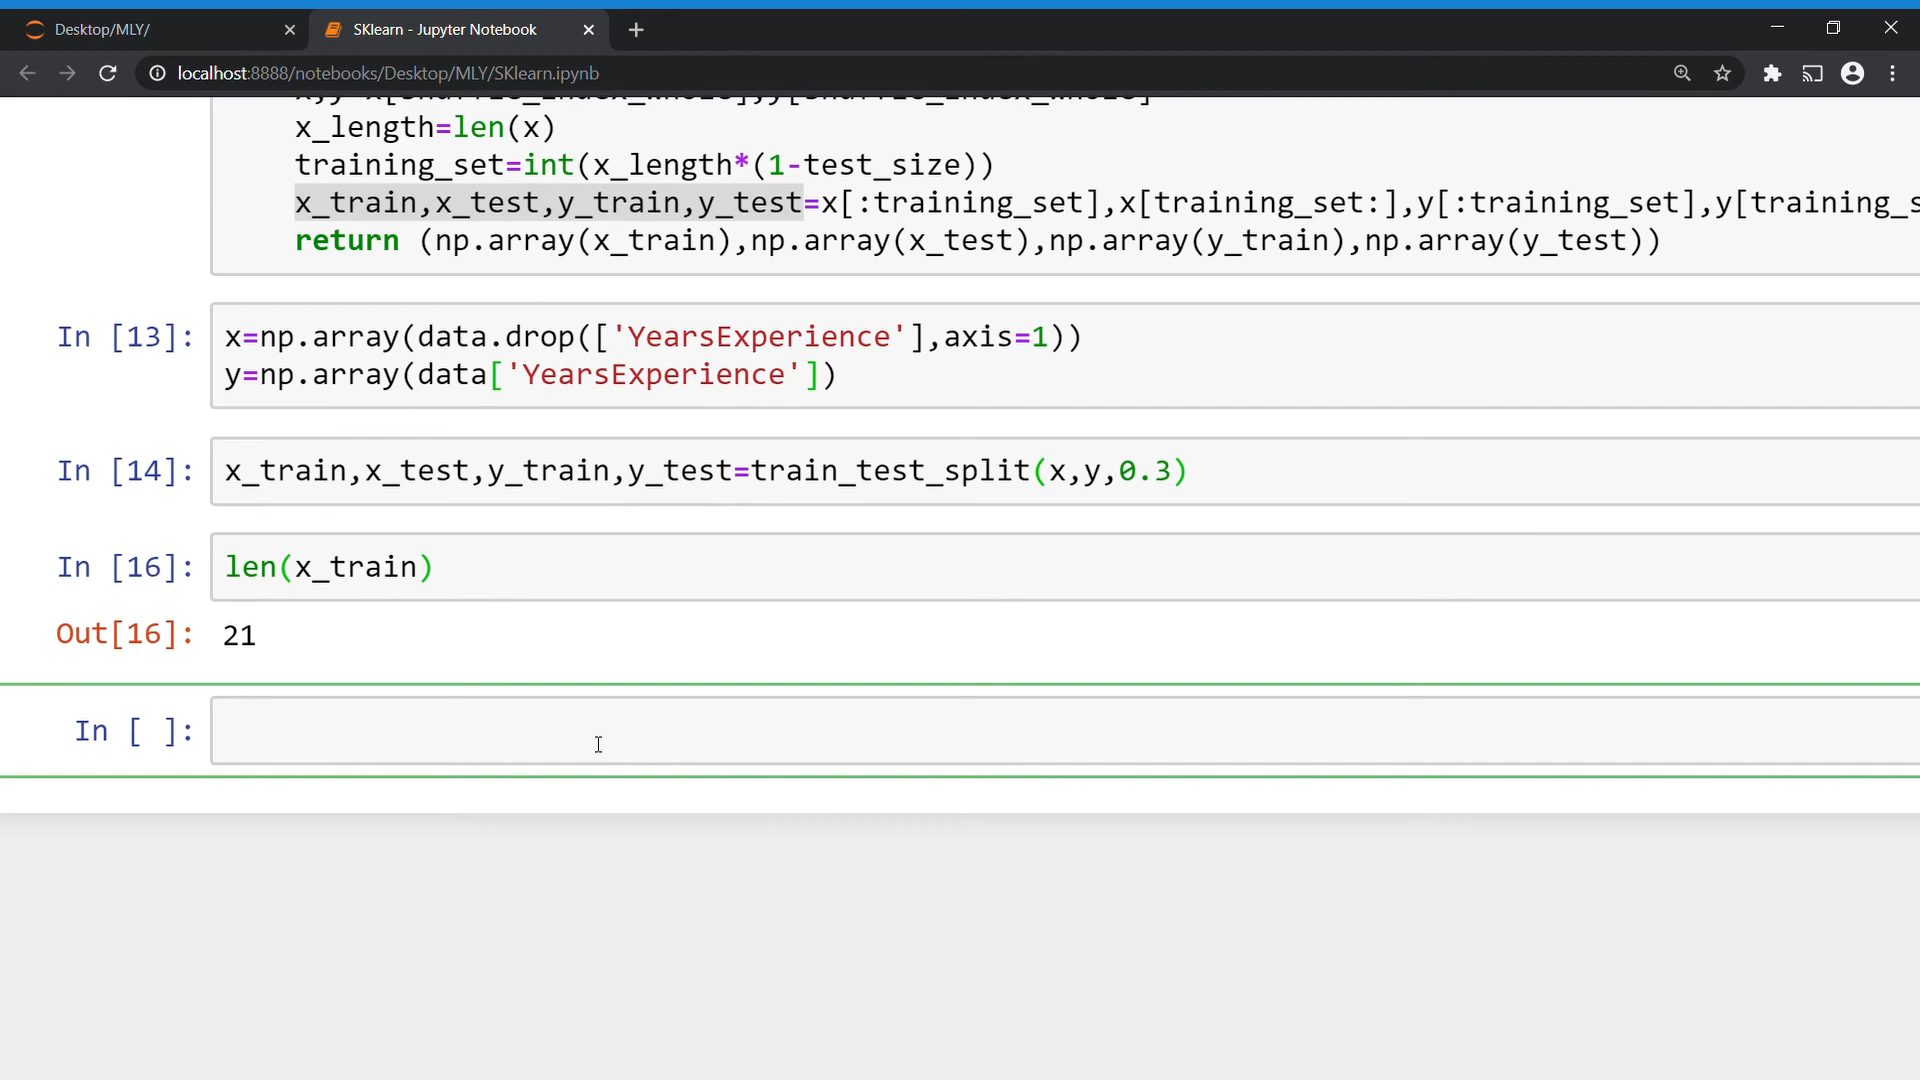 Desktop/MLY/
SKlearn - Jupyter Notebook
localhost:8888/notebooks/Desktop/MLY/SKlearn.ipynb
x_length=len(x)
training_set=int(x_length*(1-test_size))
x_train,x_test,y_train,y_test=x[:training_set],x[training_set:],y[:training_set],y[training_s
return (np.array(x_train),np.array(x_test),np.array(y_train),np.array(y_test))
In [13]:
x=np.array(data.drop(['YearsExperience'],axis=1))
y=np.array(data['YearsExperience'])
In [14]:
x_train,x_test,y_train,y_test=train_test_split(x,y,0.3)
In [16]:
len(x_train)
Out[16]:
21
In [ ]: